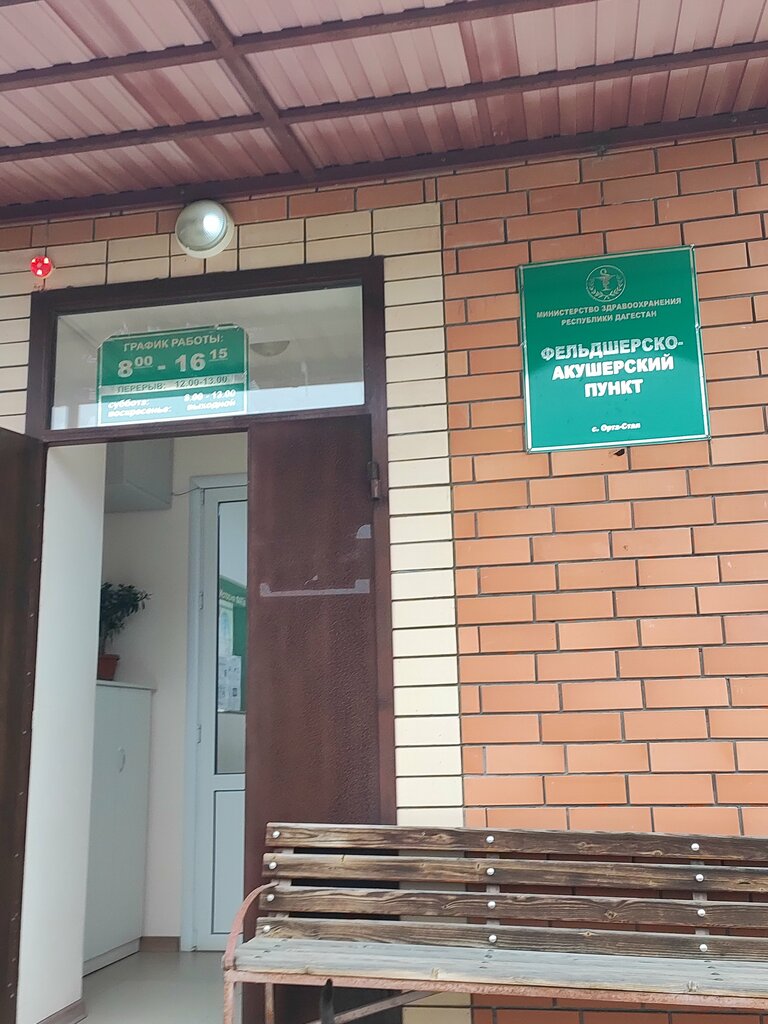 ГРАФИК РАБОТЫ:
8⁰⁰ - 16¹⁵
ПЕРЕРЫВ: 12.00-13.00
суббота: 9.00 - 13.00
воскресенье: выходной
МИНИСТЕРСТВО ЗДРАВООХРАНЕНИЯ
РЕСПУБЛИКИ ДАГЕСТАН
ФЕЛЬДШЕРСКО-
АКУШЕРСКИЙ
ПУНКТ
с. Орта-Стал